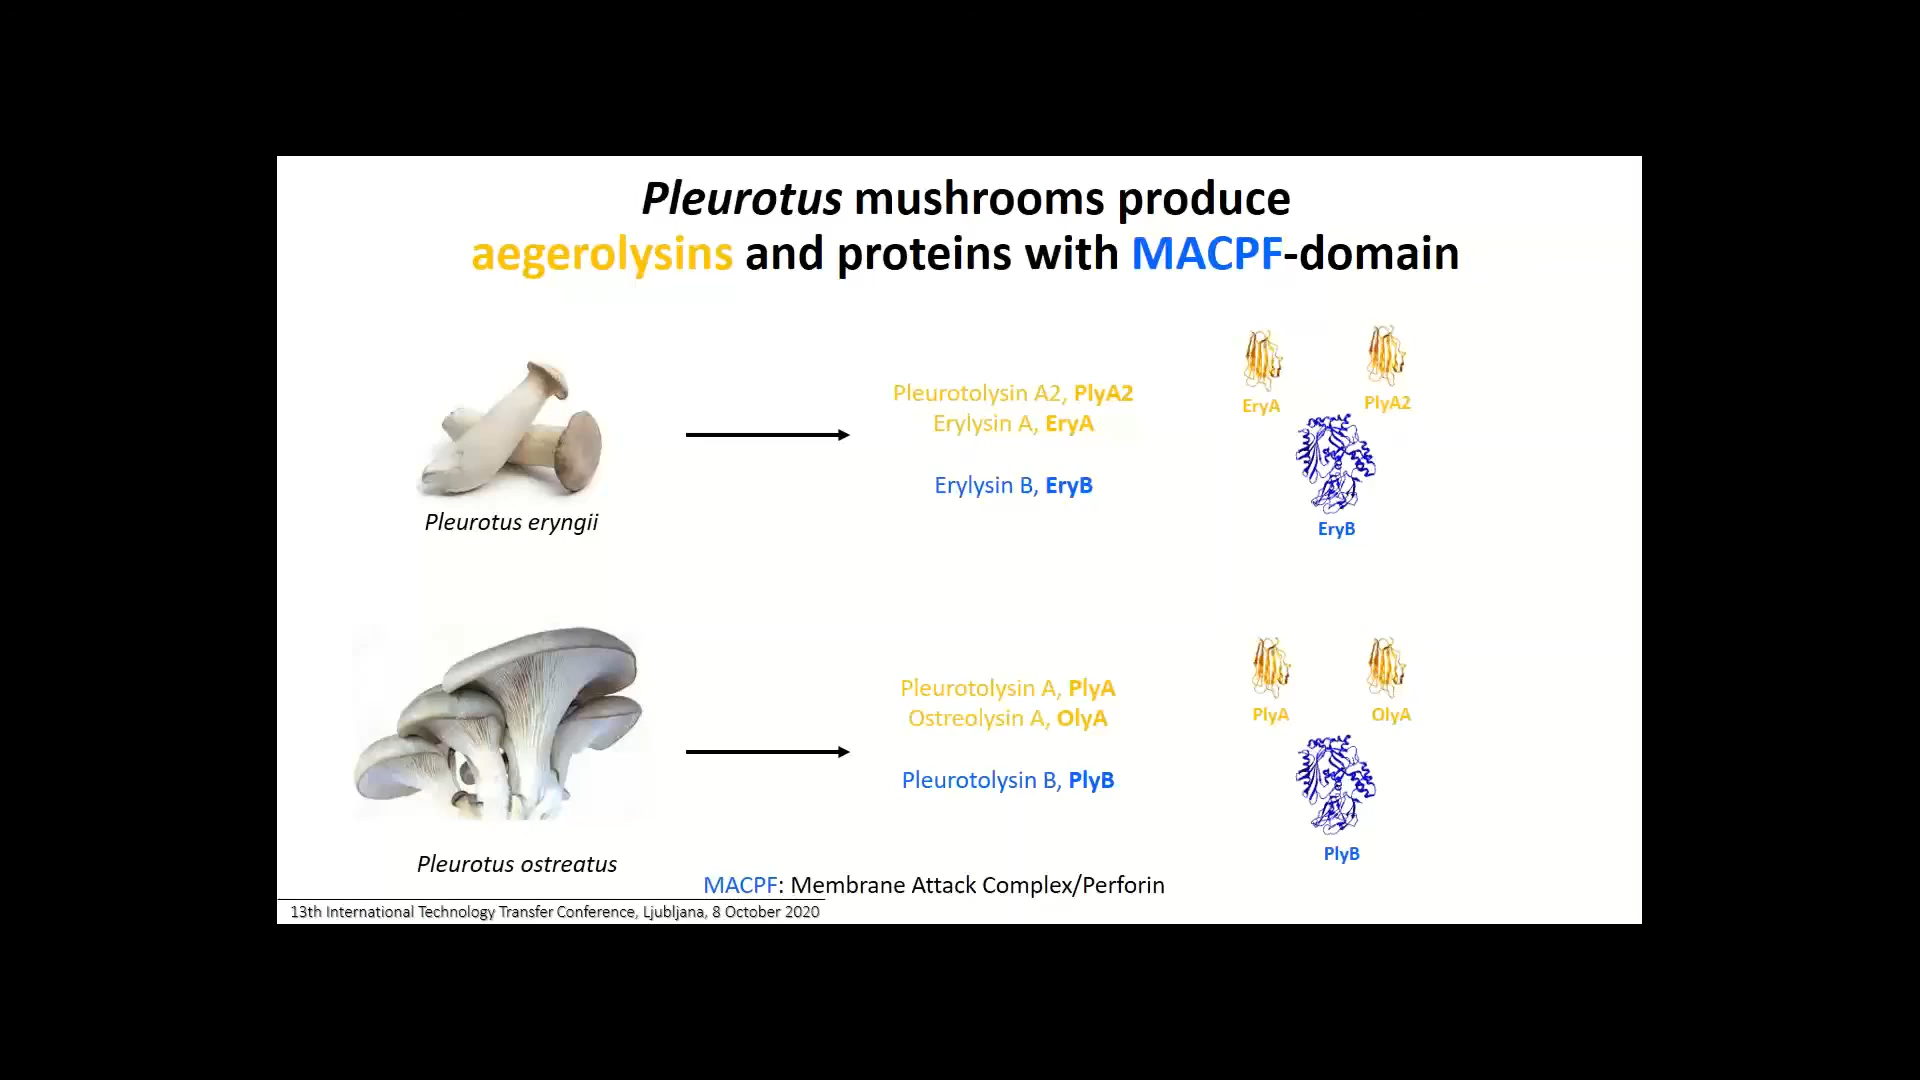 Pleurotus mushrooms produce
aegerolysins and proteins with MACPF-domain
Pleurotolysin A2, PlyA2
Erylysin A, EryA
Erylysin B, EryB
EryA
PlyA2
EryB
Pleurotus eryngii
Pleurotolysin A, PlyA
Ostreolysin A, OlyA
Pleurotolysin B, PlyB
PlyA
OlyA
PlyB
Pleurotus ostreatus
MACPF: Membrane Attack Complex/Perforin
13th International Technology Transfer Conference, Ljubljana, 8 October 2020